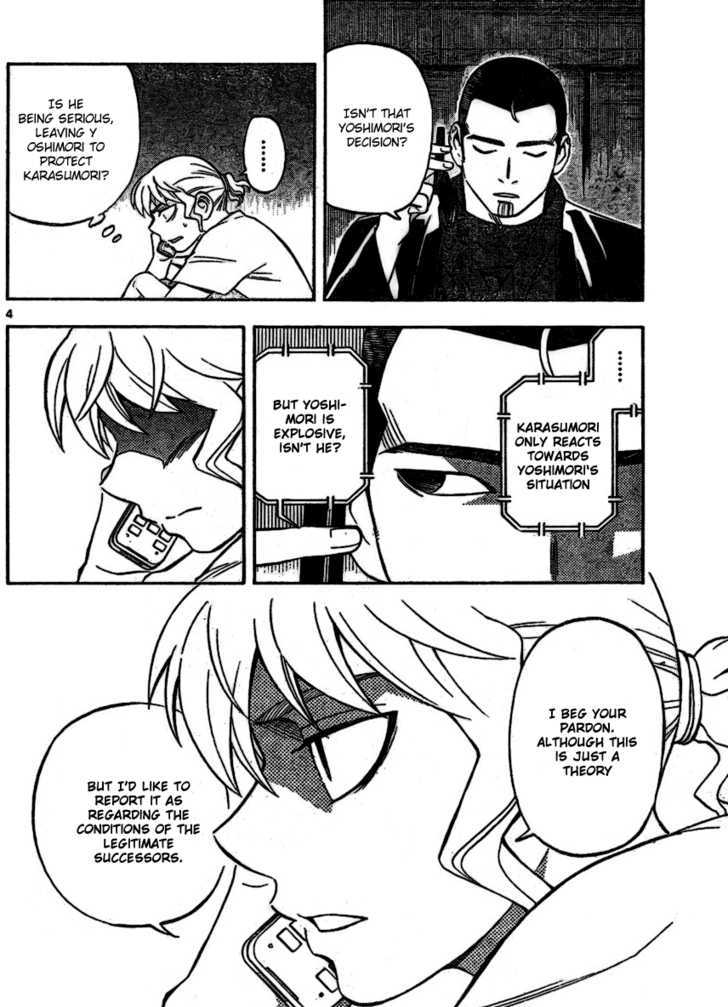 ISN'T THAT
YOSHIMORI'S
DECISION?
......
IS HE
BEING SERIOUS,
LEAVING Y
OSHIMORI TO
PROTECT
KARASUMORI?
4
......
KARASUMORI
ONLY REACTS
TOWARDS
YOSHIMORI'S
SITUATION
BUT YOSHI-
MORI IS
EXPLOSIVE,
ISN'T HE?
I BEG YOUR
PARDON.
ALTHOUGH THIS
IS JUST A
THEORY
BUT I'D LIKE TO
REPORT IT AS
REGARDING THE
CONDITIONS OF THE
LEGITIMATE
SUCCESSORS.